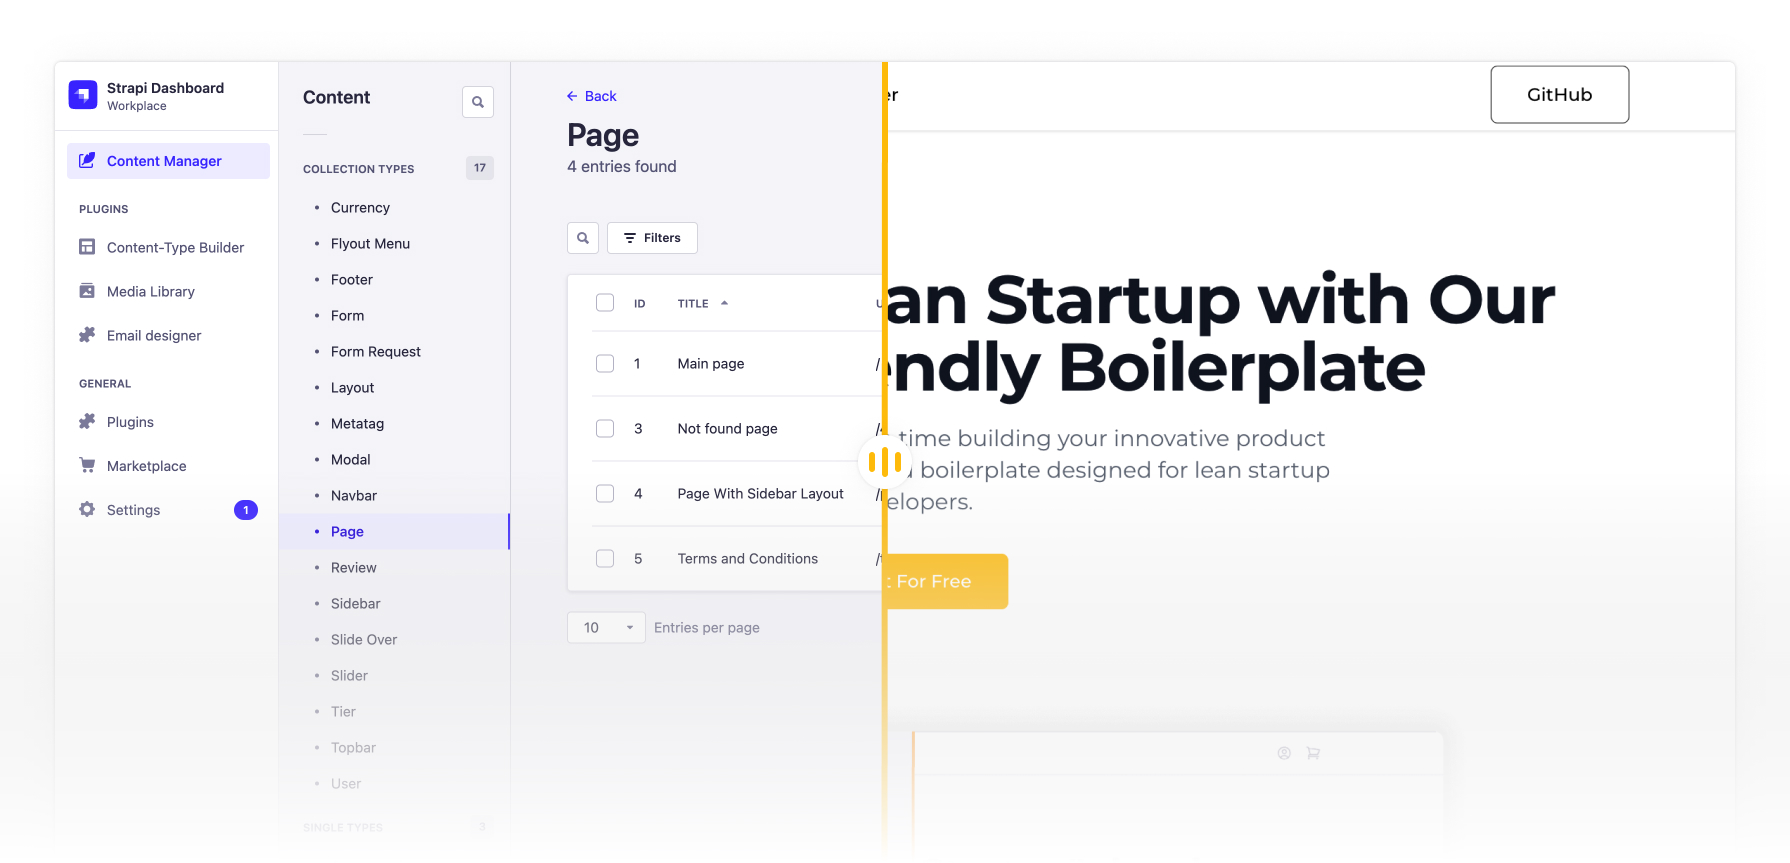 Strapi Dashboard
Workplace
Content Manager
PLUGINS
Content-Type Builder
Media Library
Email designer
GENERAL
Plugins
Marketplace
Settings
1
Content
COLLECTION TYPES
17
Currency
Flyout Menu
Footer
Form
Form Request
Layout
Metatag
Modal
Navbar
Page
Review
Sidebar
Slide Over
Slider
Tier
Topbar
User
SINGLE TYPES
3
Back
Page
4 entries found
Filters
ID TITLE
1 Main page /
3 Not found page /
4 Page With Sidebar Layout /
5 Terms and Conditions /
10 Entries per page
er
GitHub
an Startup with Our
endly Boilerplate
time building your innovative product
boilerplate designed for lean startup
elopers.
t For Free